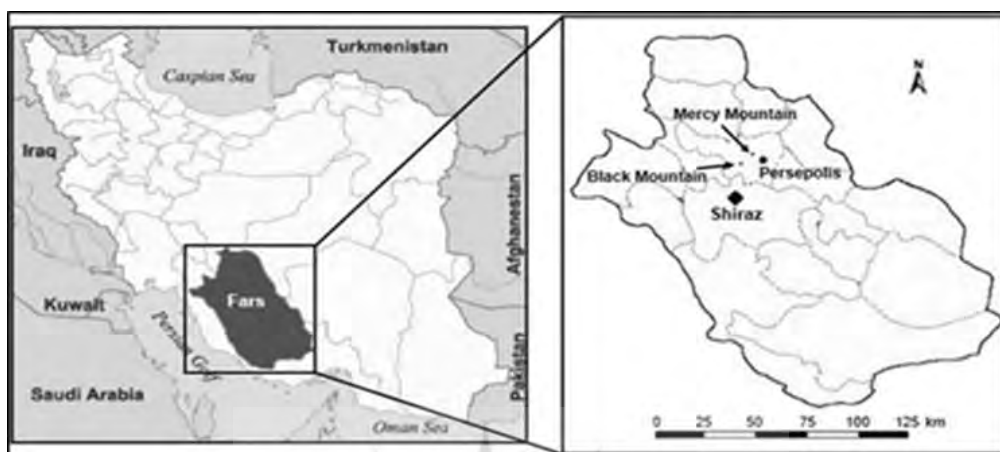 Turkmenistan
Caspian Sea
Iraq
Afghanestan
Fars
Kuwait
Persian Gulf
Pakistan
Saudi Arabia
Oman Sea
N
Mercy Mountain
Persepolis
Black Mountain
Shiraz
0 25 50 75 100 125 km